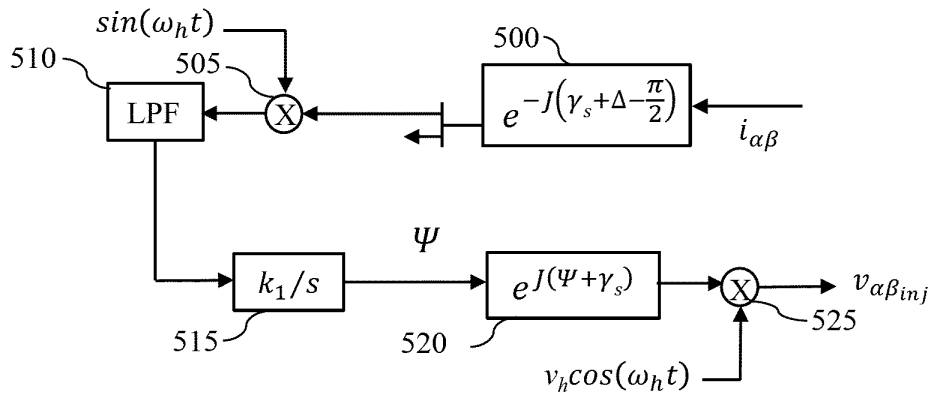 sin(ω_h t)
510
505
500
LPF
X
e^{-J(γ_s+Δ-\frac{π}{2})}
i_{αβ}
Ψ
k_1/s
e^{J(Ψ+γ_s)}
X
v_{αβ_{inj}}
515
520
525
v_h cos(ω_h t)